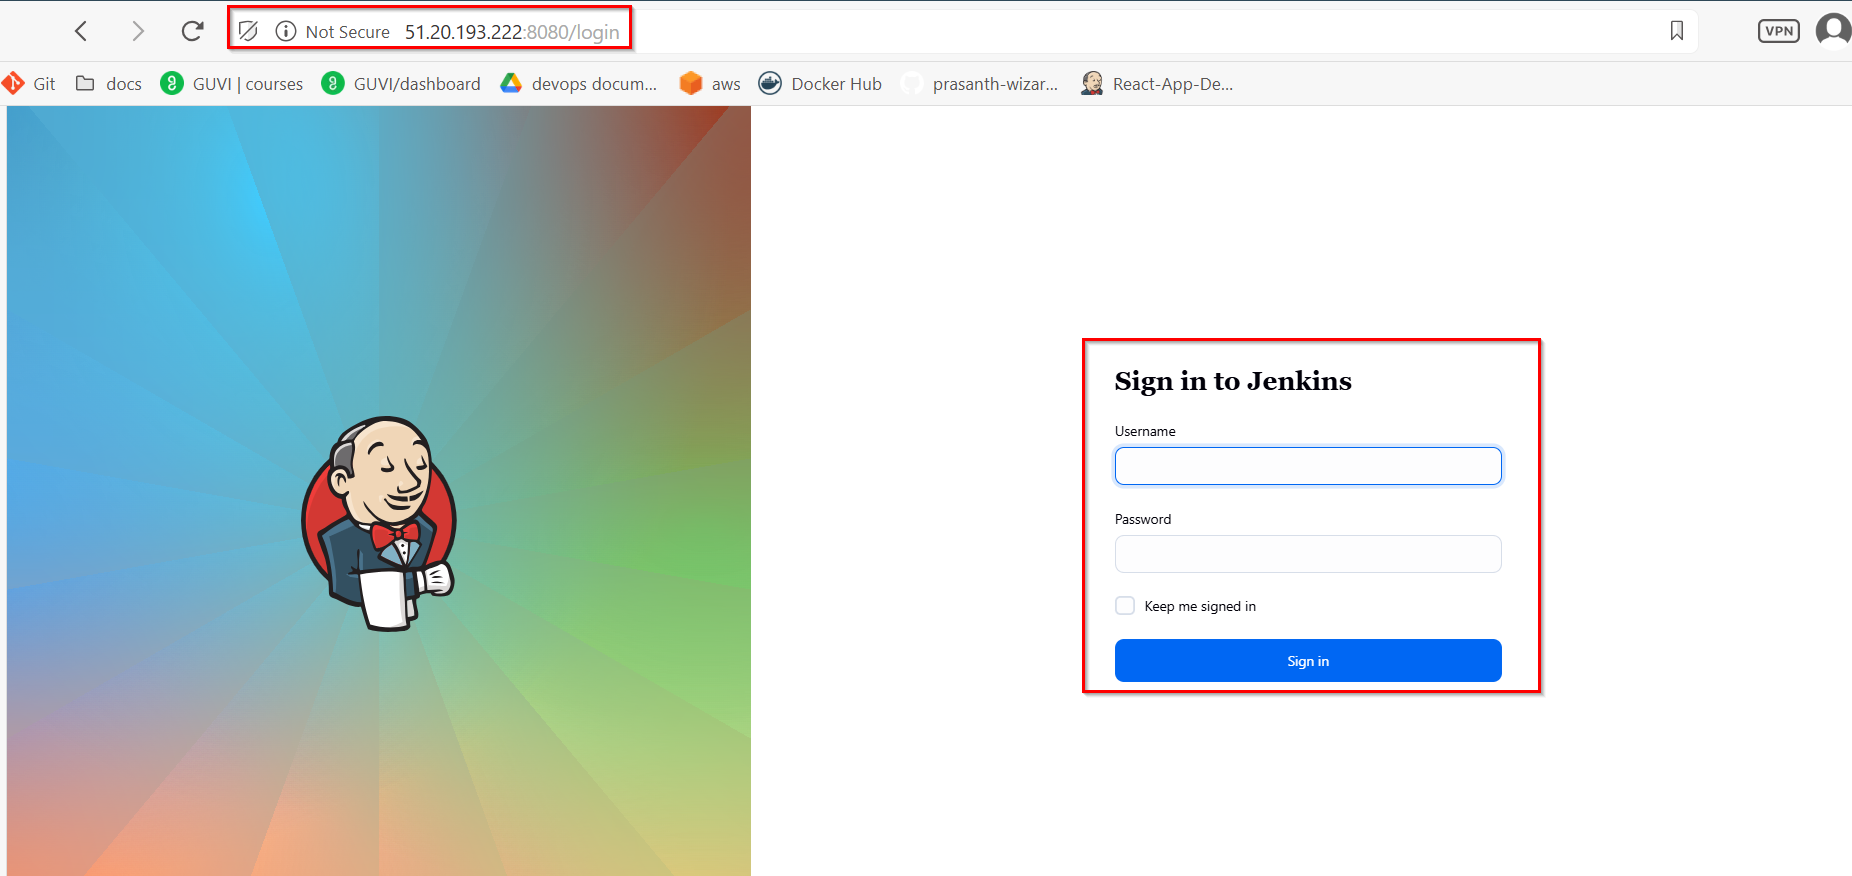 Not Secure 51.20.193.222:8080/login
VPN
Git docs GUVI | courses GUVI/dashboard devops docum... aws Docker Hub prasanth-wizar... React-App-De...
Sign in to Jenkins
Username
Password
Keep me signed in
Sign in